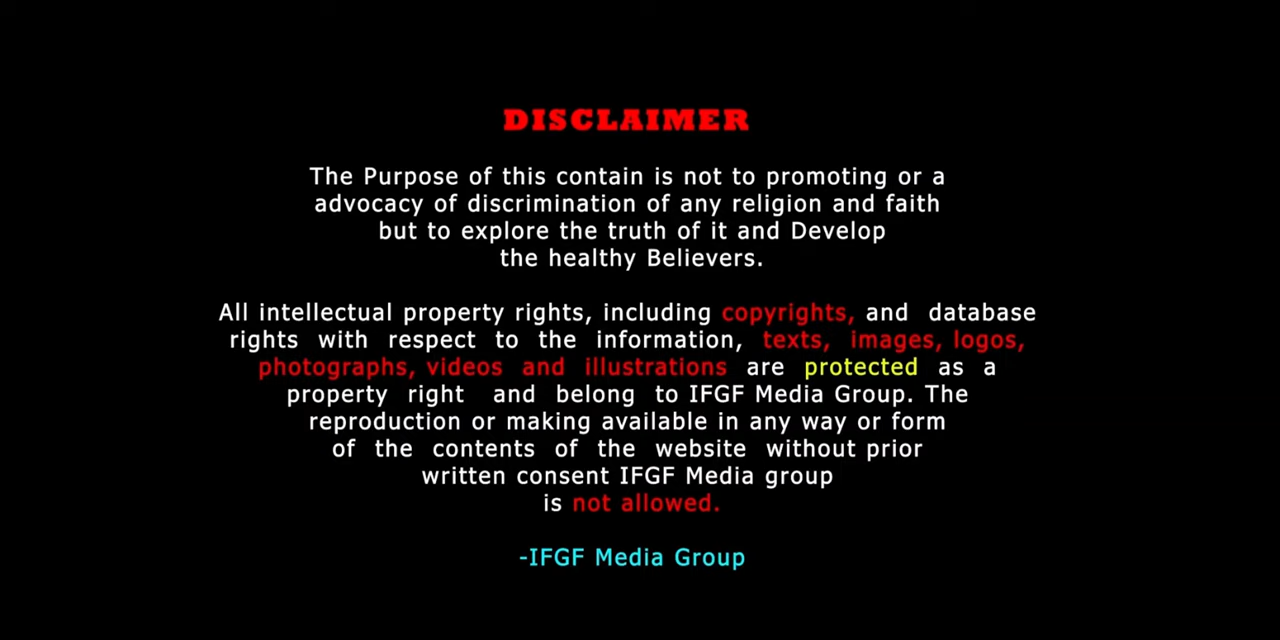 DISCLAIMER
The Purpose of this contain is not to promoting or a
advocacy of discrimination of any religion and faith
but to explore the truth of it and Develop
the healthy Believers.
All intellectual property rights, including copyrights, and database
rights with respect to the information, texts, images, logos,
photographs, videos and illustrations are protected as a
property right and belong to IFGF Media Group. The
reproduction or making available in any way or form
of the contents of the website without prior
written consent IFGF Media group
is not allowed.
-IFGF Media Group